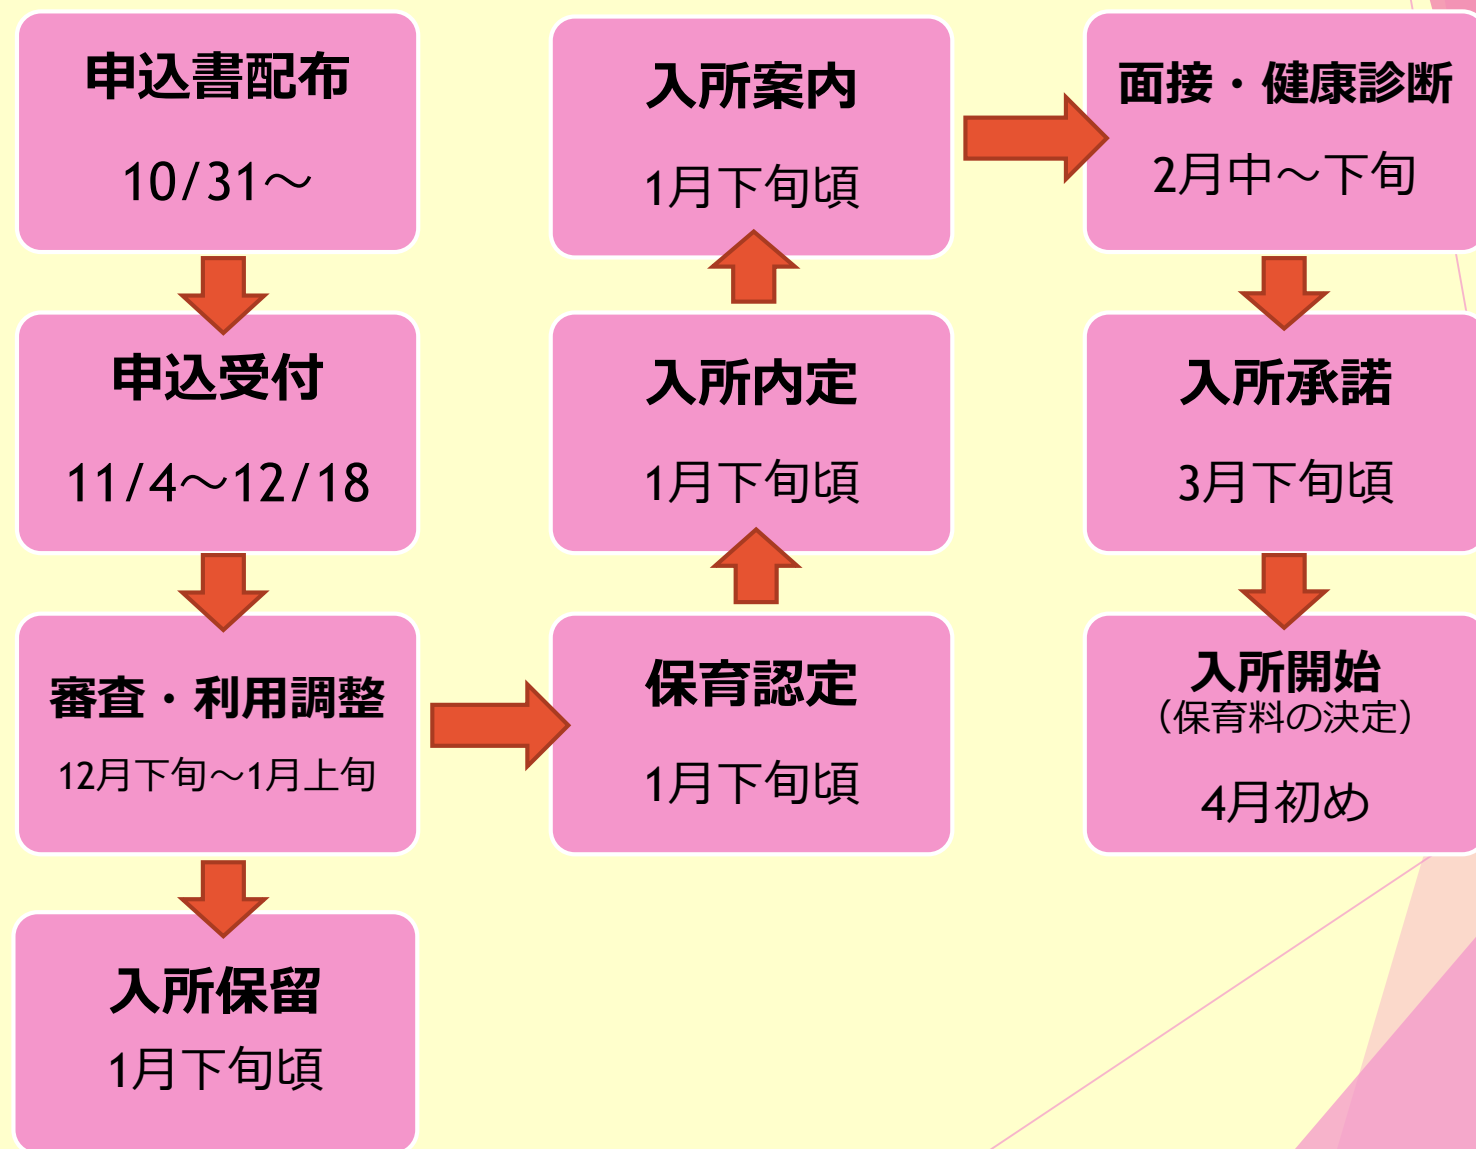 申込書配布
10/31～
申込受付
11/4～12/18
審査・利用調整
12月下旬～1月上旬
入所保留
1月下旬頃
保育認定
1月下旬頃
入所内定
1月下旬頃
入所案内
1月下旬頃
面接・健康診断
2月中～下旬
入所承諾
3月下旬頃
入所開始
（保育料の決定）
4月初め